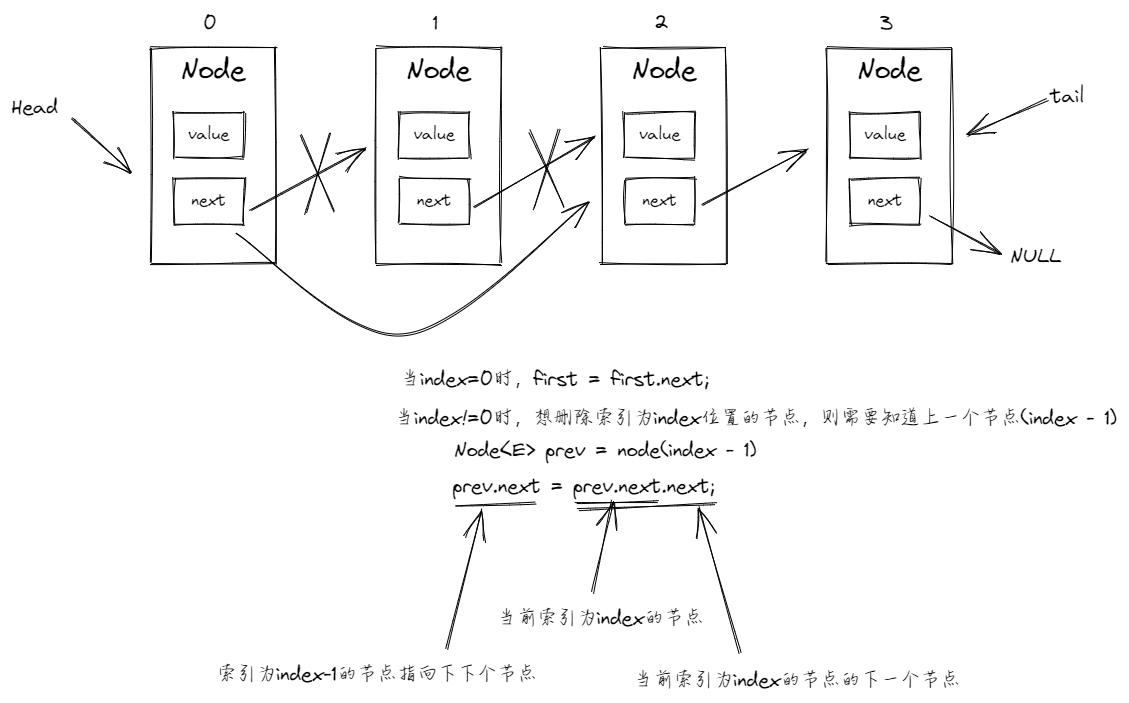 0 1 2 3
Node Node Node Node
Head
tail
value value value value
next next next next
NULL
当index=0时，first = first.next;
当index!=0时，想删除索引为index位置的节点，则需要知道上一个节点(index - 1)
Node<E> prev = node(index - 1)
prev.next = prev.next.next;
当前索引为index的节点
索引为index-1的节点指向下下个节点
当前索引为index的节点的下一个节点